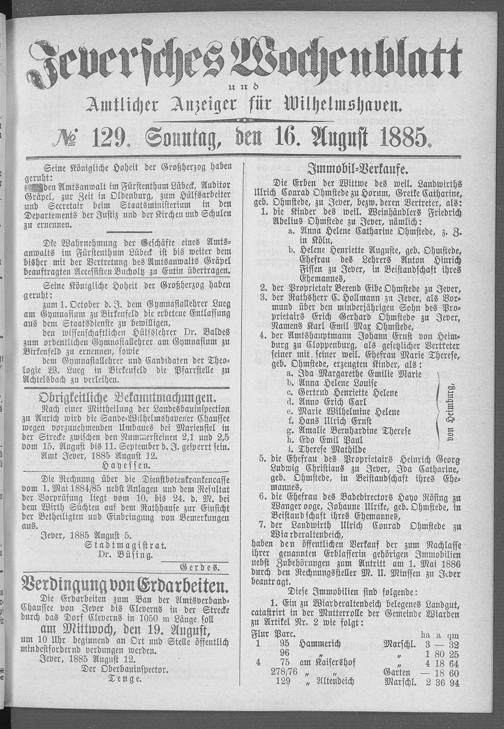 Jeversches Wochenblatt
und
Amtlicher Anzeiger für Wilhelmshaven.
№ 129. Sonntag, den 16. August 1885.
Seine Königliche Hoheit der Großherzog haben
geruht:
den Amtsanwalt im Fürstenthum Lübeck, Auditor
Gräpel, zur Zeit in Oldenburg, zum Hülfsarbeiter
und Secretair beim Staatsministerium in den
Departements der Justiz und der Kirchen und Schulen
zu ernennen.
Die Wahrnehmung der Geschäfte eines Amts-
anwalts im Fürstenthum Lübeck ist bis weiter dem
bisher mit der Vertretung des Amtsanwalts Gräpel
beauftragten Accessisten Bucholtz zu Eutin übertragen.
Seine Königliche Hoheit der Großherzog haben
geruht:
zum 1. October d. J. dem Gymnasiallehrer Lueg
am Gymnasium zu Birkenfeld die erbetene Entlassung
aus dem Staatsdienste zu bewilligen,
den wissenschaftlichen Hülfslehrer Dr. Baldes
zum ordentlichen Gymnasiallehrer am Gymnasium zu
Birkenfeld zu ernennen, sowie
dem Gymnasiallehrer und Candidaten der Theo-
logie W. Lueg in Birkenfeld die Pfarrstelle zu
Achtelsbach zu verleihen.
Obrigkeitliche Bekanntmachungen.
Nach einer Mittheilung der Landesbauinspection
zu Aurich wird die Sande-Wilhelmshavener Chaussee
wegen vorzunehmenden Umbaues bei Mariensiel in
der Strecke zwischen den Nummersteinen 2,1 und 2,5
vom 15. August bis 11. September d. J. gesperrt sein.
Amt Jever, 1885 August 12.
Hayessen.
Die Rechnung über die Dienstbotenkrankencasse
vom 1. Mai 1884/85 nebst Anlagen und dem Resultat
der Vorprüfung liegt vom 10. bis 24. d. M. bei
dem Wirth Süchten auf dem Rathhause zur Einsicht
der Betheiligten und Einbringung von Bemerkungen
aus.
Jever, 1885 August 5.
Stadtmagistrat.
Dr. Büsing.
Gerdes.
Verdingung von Erdarbeiten.
Die Erdarbeiten zum Bau der Amtsverband-
Chaussee von Jever bis Cleverns in der Strecke
durch das Dorf Cleverns in 1050 m Länge soll
am Mittwoch, den 19. August,
um 10 Uhr beginnend an Ort und Stelle öffentlich
mindestfordernd verdungen werden.
Jever, 1885 August 12.
Der Oberbauinspector.
Tenge.
Immobil-Verkaufe.
Die Erben der Wittwe des weil. Landwirths
Ulrich Conrad Ohmstede zu Horum, Grete Catharine,
geb. Ohmstede, zu Jever, bezw. deren Vertreter, als:
1. die Kinder des weil. Weinhändlers Friedrich
Abelius Ohmstede zu Jever, nämlich:
a. Anna Helene Catharine Ohmstede, z. Z.
in Köln,
b. Helene Henriette Auguste, geb. Ohmstede,
Ehefrau des Lehrers Anton Hinrich
Fissen zu Jever, in Beistandschaft ihres
Ehemannes,
2. der Proprietair Berend Eide Ohmstede zu Jever,
3. der Rathsherr C. Hollmann zu Jever, als Vor-
mund über den minderjährigen Sohn des Pro-
prietairs Erich Gerhard Ohmstede zu Jever,
Namens Karl Emil Max Ohmstede,
4. der Amtshauptmann Johann Ernst von Heim-
burg zu Cloppenburg, als gesetzlicher Vertreter
seiner mit seiner weil. Ehefrau Marie Therese,
geb. Ohmstede, erzeugten Kinder, als:
a. Ida Margarethe Emilie Marie
b. Anna Helene Louise
c. Gertrud Henriette Helene
d. Anno Erich Carl
e. Marie Wilhelmine Helene
f. Hans Ulrich Ernst
g. Amalie Bernhardine Therese
h. Edo Emil Paul
i. Therese Mathilde
von Heimburg,
5. die Ehefrau des Proprietairs Heinrich Georg
Ludwig Christians zu Jever, Ida Catharine,
geb. Ohmstede, in Beistandschaft ihres Ehe-
mannes,
6. die Ehefrau des Badedirectors Hayo Rösing zu
Wangerooge, Johanne Ulrike, geb. Ohmstede, in
Beistandschaft ihres Ehemannes,
7. der Landwirth Ulrich Conrad Ohmstede zu
Wiarderaltendeich,
haben den öffentlichen Verkauf der zum Nachlasse
ihrer genannten Erblasserin gehörigen Immobilien
nebst Zubehörungen zum Antritt am 1. Mai 1886
durch den Rechnungssteller M. U. Minssen zu Jever
beantragt.
Diese Immobilien sind folgende:
1. Ein zu Wiarderaltendeich belegenes Landgut,
catastrirt in der Mutterrolle der Gemeinde Wiarden
zu Artikel Nr. 2 wie folgt:
Flur Parc. ha a qm
1 95 Hammerich Marschl. 3 — 32
96 „ „ 1 80 25
4 75 am Kaiserhof „ 4 18 64
278/76 „ „ Garten — 18 60
129 „ Altendeich Marschl. 2 36 94